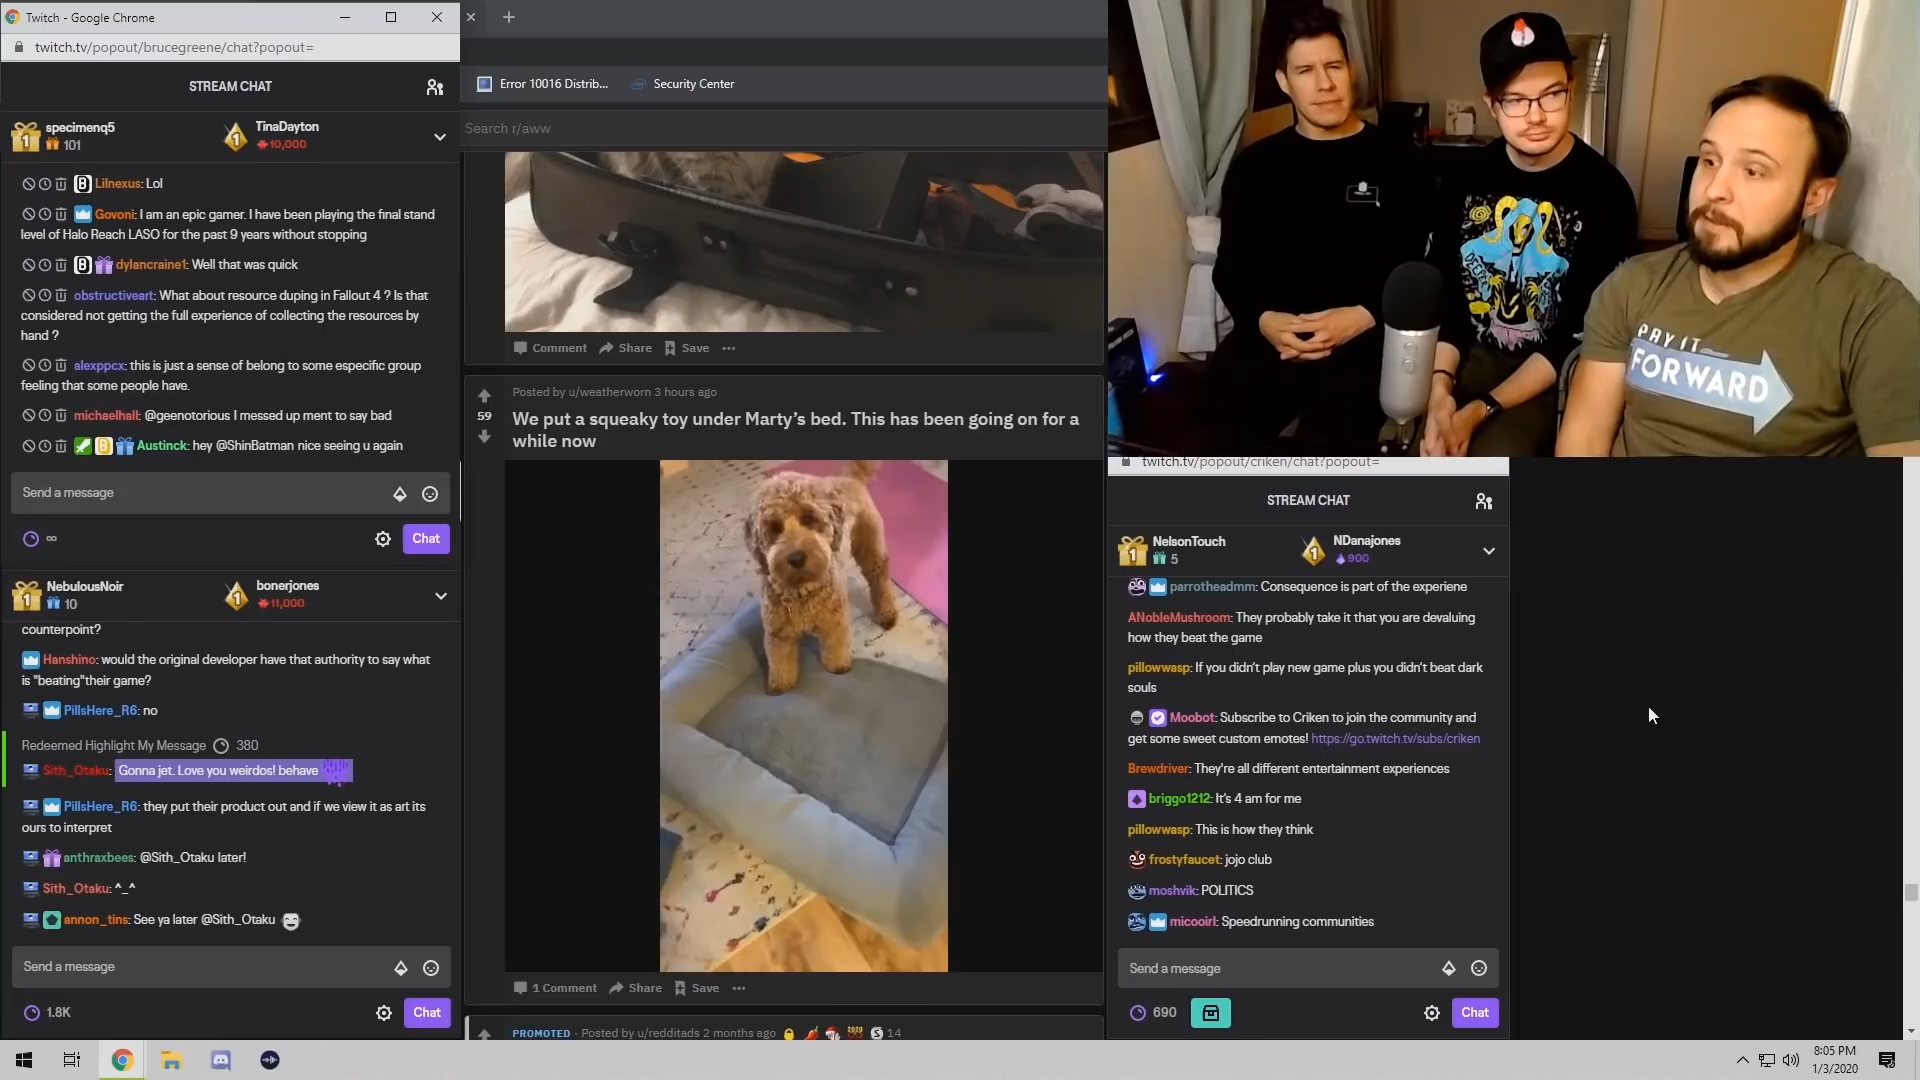 Twitch - Google Chrome
twitch.tv/popout/brucegreene/chat?popout=
STREAM CHAT
specimenq5
101
TinaDayton
10,000
Lilnexus: Lol
Govoni: I am an epic gamer. I have been playing the final stand
level of Halo Reach LASO for the past 9 years without stopping
dylancraine1: Well that was quick
obstructiveart: What about resource duping in Fallout 4 ? Is that
considered not getting the full experience of collecting the resources by
hand ?
alexppcx: this is just a sense of belong to some especific group
feeling that some people have.
michaelhall: @geenotorious I messed up ment to say bad
Austinck: hey @ShinBatman nice seeing u again
Send a message
∞
Chat
NebulousNoir
10
bonerjones
11,000
counterpoint?
Hanshino: would the original developer have that authority to say what
is "beating"their game?
PillsHere_R6: no
Redeemed Highlight My Message 380
Sith_Otaku: Gonna jet. Love you weirdos! behave
PillsHere_R6: they put their product out and if we view it as art its
ours to interpret
anthraxbees: @Sith_Otaku later!
Sith_Otaku: ^_^
annon_tins: See ya later @Sith_Otaku
Send a message
1.8K
Chat
Error 10016 Distrib...
Security Center
Search r/aww
Comment Share Save
Posted by u/weatherworn 3 hours ago
59
We put a squeaky toy under Marty's bed. This has been going on for a
while now
1 Comment Share Save
PROMOTED · Posted by u/redditads 2 months ago
14
PAY IT
FORWARD
twitch.tv/popout/criken/chat?popout=
STREAM CHAT
NelsonTouch
5
NDanajones
900
parrotheadmm: Consequence is part of the experiene
ANobleMushroom: They probably take it that you are devaluing
how they beat the game
pillowwasp: If you didn't play new game plus you didn't beat dark
souls
Moobot: Subscribe to Criken to join the community and
get some sweet custom emotes! https://go.twitch.tv/subs/criken
Brewdriver: They're all different entertainment experiences
briggo1212: It's 4 am for me
pillowwasp: This is how they think
frostyfaucet: jojo club
moshvik: POLITICS
micooirl: Speedrunning communities
Send a message
690
Chat
8:05 PM
1/3/2020